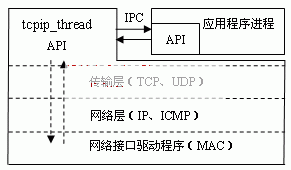 tcpip_thread
IPC
应用程序进程
API
API
传输层（TCP、UDP）
网络层（IP、ICMP）
网络接口驱动程序（MAC）